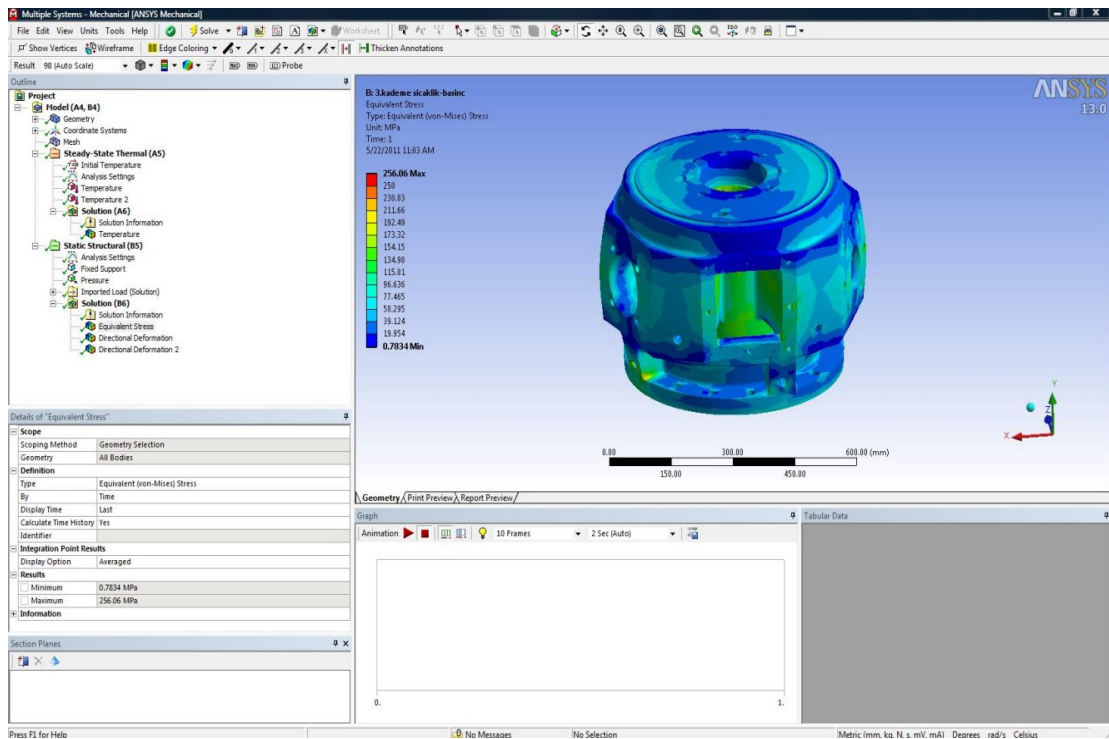 Multiple Systems - Mechanical [ANSYS Mechanical]
File Edit View Units Tools Help Solve Worksheet
Show Vertices Wireframe Edge Coloring Thicken Annotations
Result 98 (Auto Scale) Probe
Outline
Project
Model (A4, B4)
Geometry
Coordinate Systems
Mesh
Steady-State Thermal (A5)
Initial Temperature
Analysis Settings
Temperature
Temperature 2
Solution (A6)
Solution Information
Temperature
Static Structural (B5)
Analysis Settings
Fixed Support
Pressure
Imported Load (Solution)
Solution (B6)
Solution Information
Equivalent Stress
Directional Deformation
Directional Deformation 2
Details of "Equivalent Stress"
Scope
Scoping Method Geometry Selection
Geometry All Bodies
Definition
Type Equivalent (von-Mises) Stress
By Time
Display Time Last
Calculate Time History Yes
Identifier
Integration Point Results
Display Option Averaged
Results
Minimum 0.7834 MPa
Maximum 256.06 MPa
Information
Section Planes
B: 3.kademe sicaklik-basinc
Equivalent Stress
Type: Equivalent (von-Mises) Stress
Unit: MPa
Time: 1
5/22/2011 11:03 AM
256.06 Max
250
230.83
211.66
192.49
173.32
154.15
134.98
115.81
96.636
77.465
58.295
39.124
19.954
0.7834 Min
ANSYS
13.0
Y
Z
X
0.00 300.00 600.00 (mm)
150.00 450.00
Geometry Print Preview Report Preview
Graph
Animation 10 Frames 2 Sec (Auto)
0. 1.
Tabular Data
Press F1 for Help No Messages No Selection Metric (mm, kg, N, s, mV, mA) Degrees rad/s Celsius